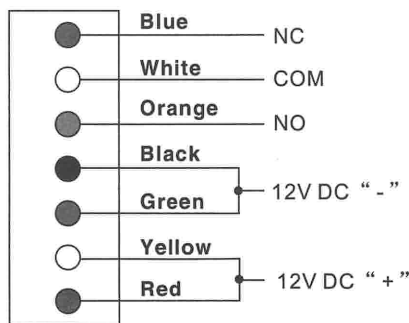 Blue
NC
White
COM
Orange
NO
Black
12V DC “ - ”
Green
Yellow
12V DC “ + ”
Red